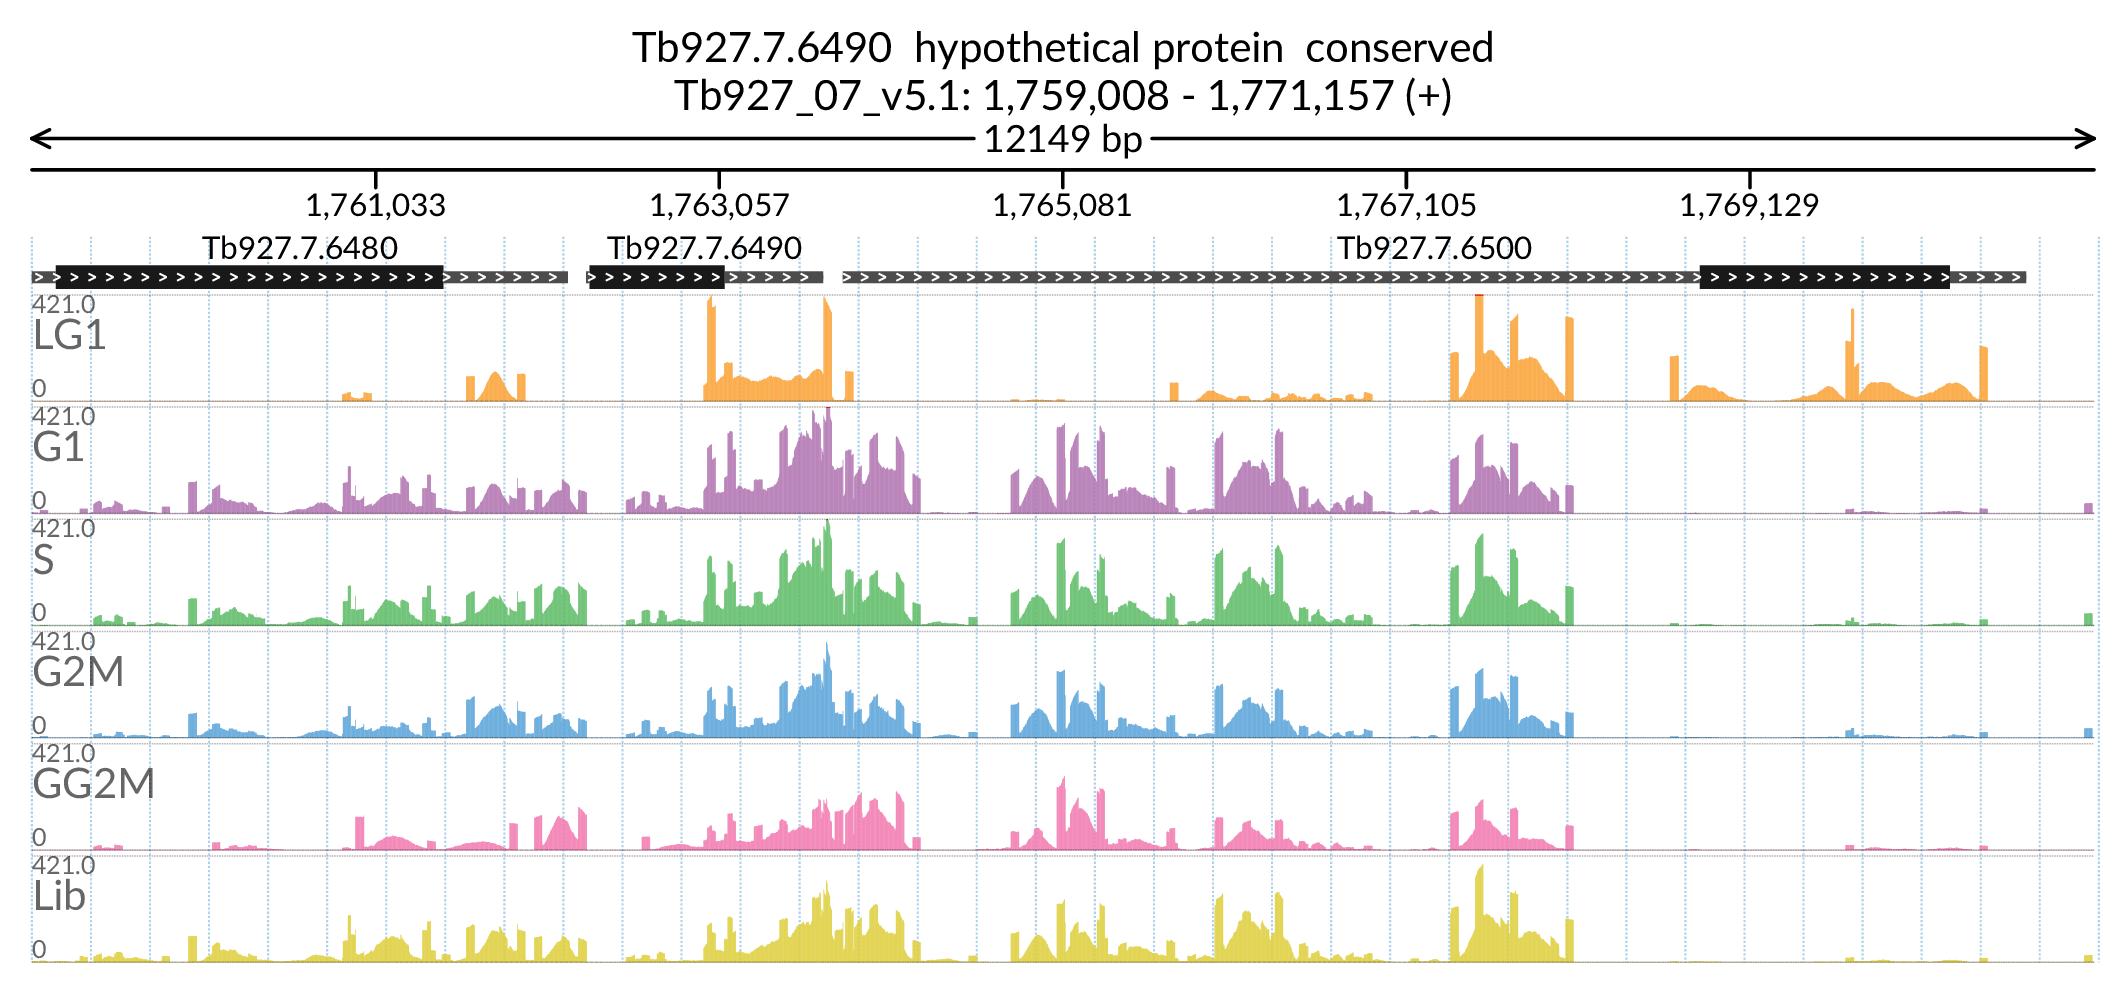 Tb927.7.6490  hypothetical protein  conserved
Tb927_07_v5.1: 1,759,008 - 1,771,157 (+)
12149 bp
1,761,033 1,763,057 1,765,081 1,767,105 1,769,129
Tb927.7.6480 Tb927.7.6490 Tb927.7.6500
421.0
LG1
0
421.0
G1
0
421.0
S
0
421.0
G2M
0
421.0
GG2M
0
421.0
Lib
0